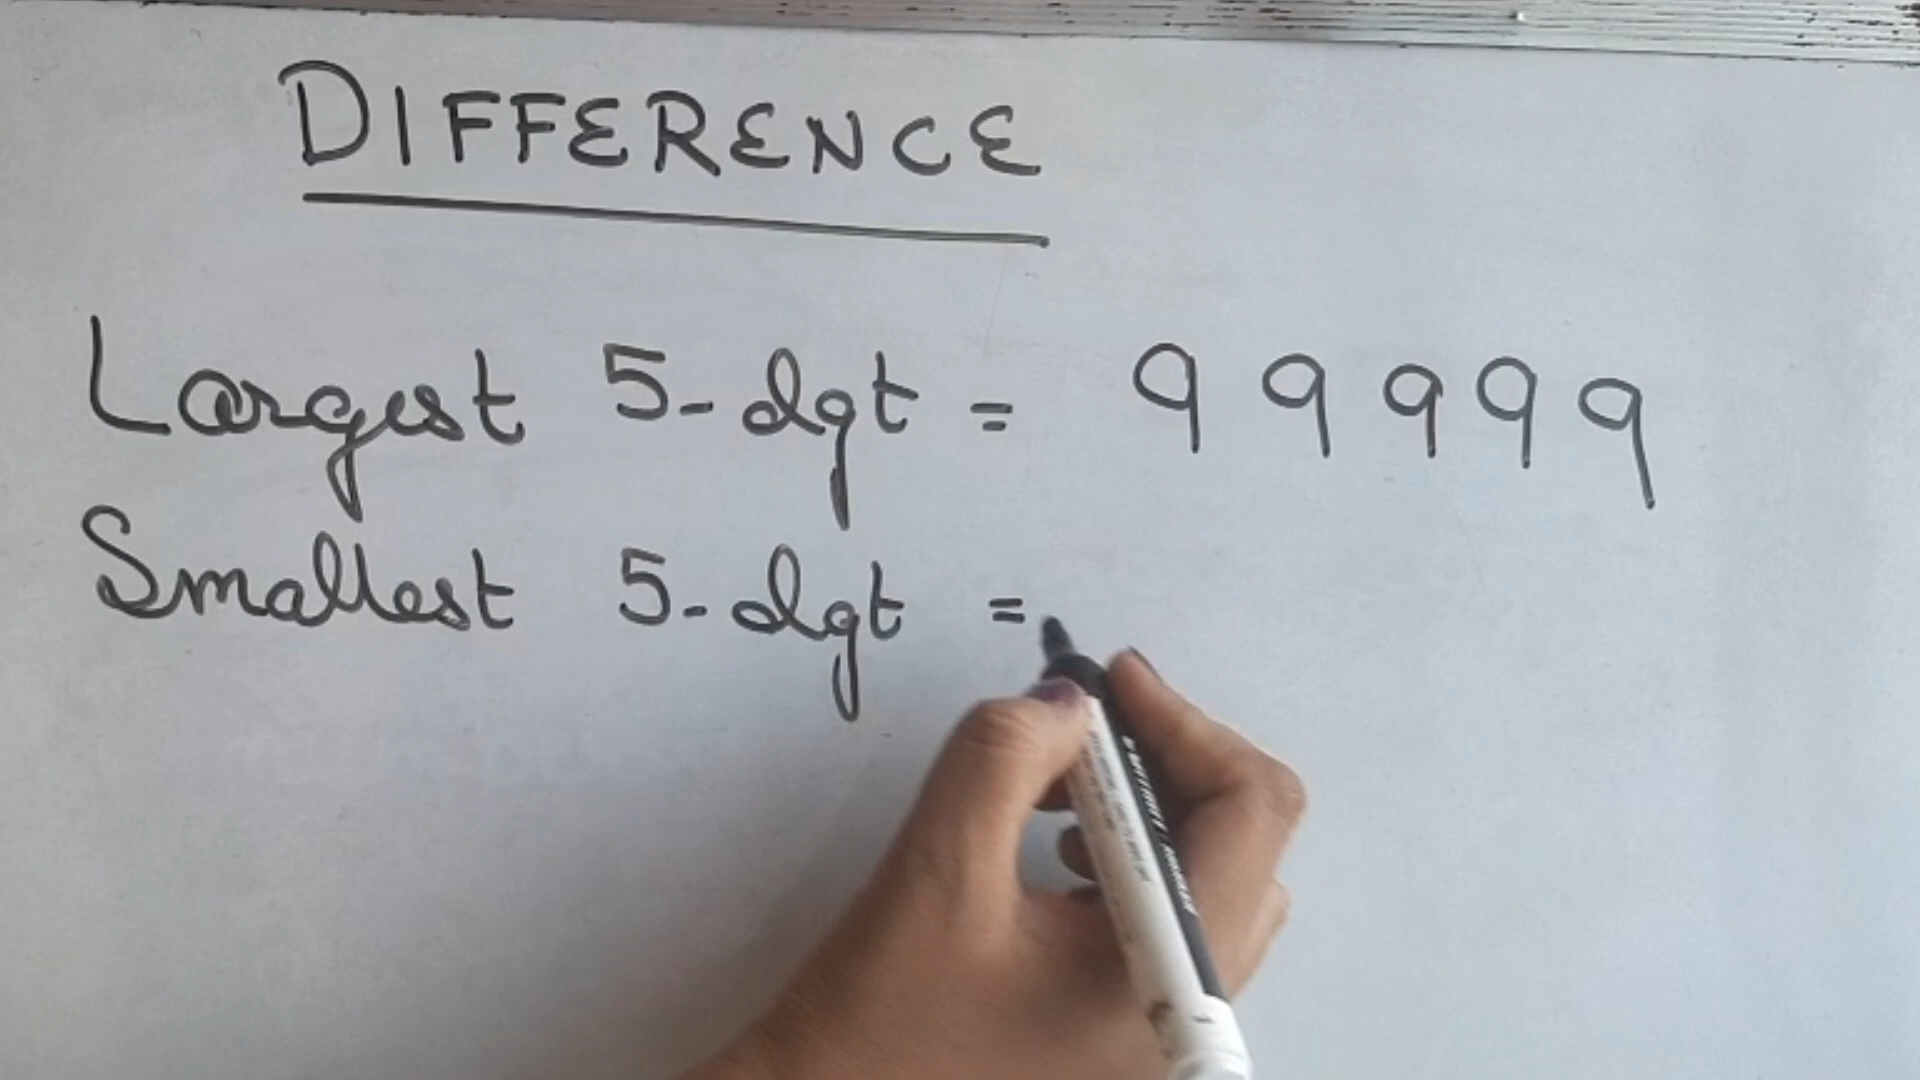 DIFFERENCE
Largest 5-dgt = 99999
Smallest 5-dgt =